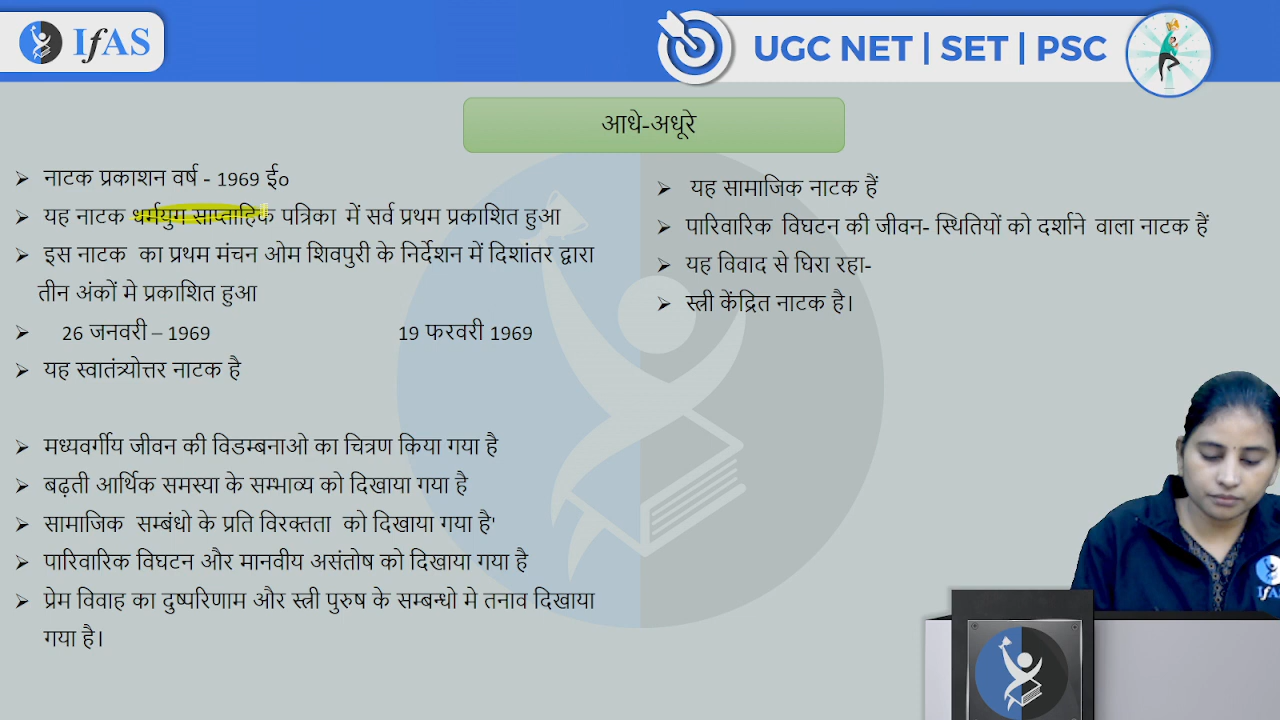 IfAS
UGC NET | SET | PSC
आधे-अधूरे
➢ नाटक प्रकाशन वर्ष - 1969 ई०
➢ यह नाटक धर्मयुग साप्ताहिक पत्रिका में सर्व प्रथम प्रकाशित हुआ
➢ इस नाटक का प्रथम मंचन ओम शिवपुरी के निर्देशन में दिशांतर द्वारा
तीन अंकों मे प्रकाशित हुआ
➢ 26 जनवरी – 1969 19 फरवरी 1969
➢ यह स्वातंत्र्योत्तर नाटक है
➢ मध्यवर्गीय जीवन की विडम्बनाओ का चित्रण किया गया है
➢ बढ़ती आर्थिक समस्या के सम्भाव्य को दिखाया गया है
➢ सामाजिक सम्बंधो के प्रति विरक्तता को दिखाया गया है'
➢ पारिवारिक विघटन और मानवीय असंतोष को दिखाया गया है
➢ प्रेम विवाह का दुष्परिणाम और स्त्री पुरुष के सम्बन्धो मे तनाव दिखाया
गया है।
➢ यह सामाजिक नाटक हैं
➢ पारिवारिक विघटन की जीवन- स्थितियों को दर्शाने वाला नाटक हैं
➢ यह विवाद से घिरा रहा-
➢ स्त्री केंद्रित नाटक है।
IfAS